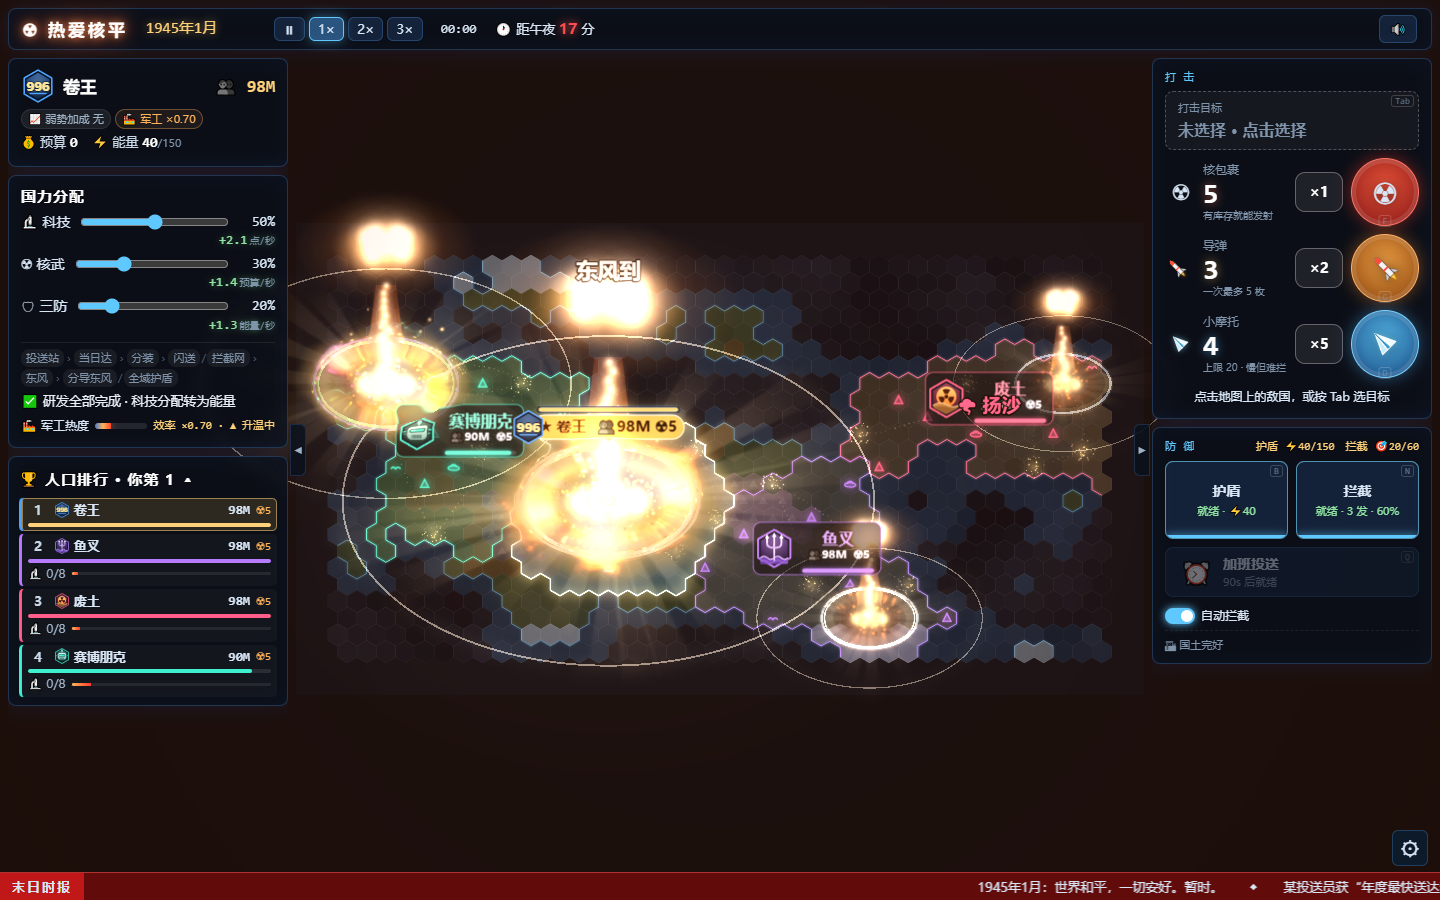 热爱核平
1945年1月
1× 2× 3×
00:00
距午夜 17 分
996 卷王 98M
弱势加成 无 军工 ×0.70
预算 0 能量 40/150
国力分配
科技 50%
+2.1点/秒
核武 30%
+1.4预算/秒
三防 20%
+1.3能量/秒
投送站 › 当日达 › 分装 › 闪送 / 拦截网 ›
东风 › 分导东风 / 全域护盾
研发全部完成 · 科技分配转为能量
军工热度 效率 ×0.70 · ▲ 升温中
人口排行 • 你第 1
1 卷王 98M 5
2 鱼叉 98M 5
0/8
3 废土 98M 5
0/8
4 赛博朋克 90M 5
0/8
东风到
赛博朋克
90M 5
996 ★ 卷王 98M 5
废土
扬沙 5
鱼叉
98M 5
打击
打击目标 Tab
未选择 • 点击选择
核包裹
5
有库存就能发射
×1
导弹
3
一次最多 5 枚
×2
小摩托
4
上限 20 · 慢但难拦
×5
点击地图上的敌国，或按 Tab 选目标
防御 护盾 40/150 拦截 20/60
护盾 B
就绪 · 40
拦截 N
就绪 · 3 发 · 60%
加班投送 Q
90s 后就绪
自动拦截
国土完好
末日时报
1945年1月：世界和平，一切安好。暂时。 ◆ 某投送员获“年度最快送达